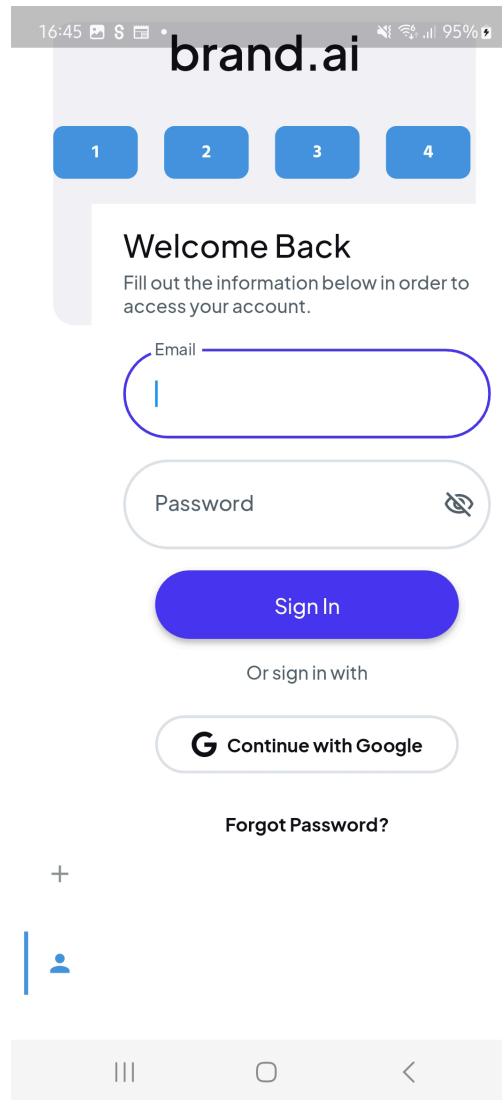 16:45
95%
brand.ai
1 2 3 4
Welcome Back
Fill out the information below in order to
access your account.
Email
Password
Sign In
Or sign in with
G Continue with Google
Forgot Password?